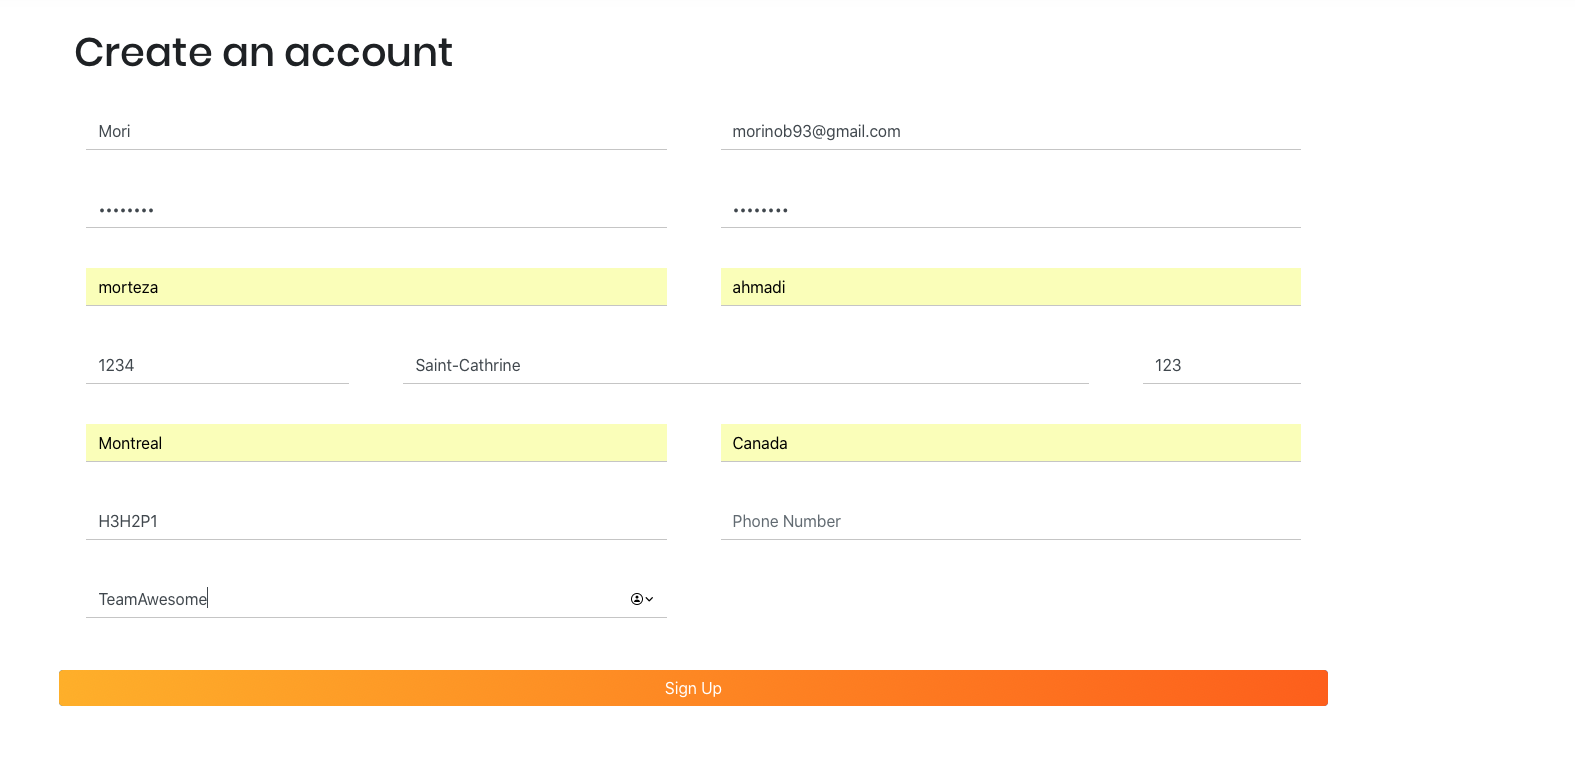 Create an account
Mori
morinob93@gmail.com
••••••••
••••••••
morteza
ahmadi
1234
Saint-Cathrine
123
Montreal
Canada
H3H2P1
Phone Number
TeamAwesome
Sign Up